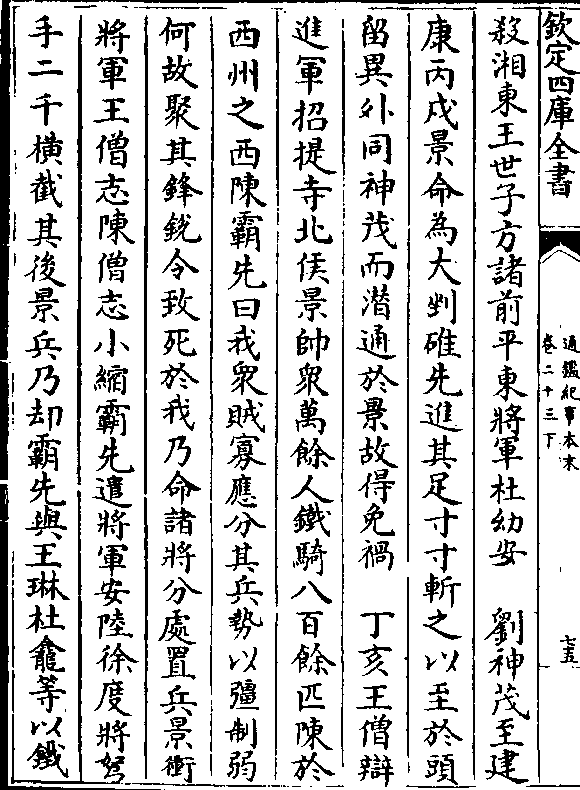 欽定四庫全書
通鑑紀事本末
卷二十三下
七五
殺湘東王世子方諸前平東將軍杜幼安　劉神茂至建
康丙戌景命為大剉碓先進其足寸寸斬之以至於頭
留異外同神茂而潜通於景故得免禍　丁亥王僧辯
進軍招提寺北侯景帥衆萬餘人鐵騎八百餘匹陳於
西州之西陳霸先曰我衆賊寡應分其兵勢以彊制弱
何故聚其鋒銳令致死於我乃命諸將分處置兵景衝
將軍王僧志陳僧志小縮霸先遣將軍安陸徐度將弩
手二千橫截其後景兵乃却霸先與王琳杜龕等以鐵